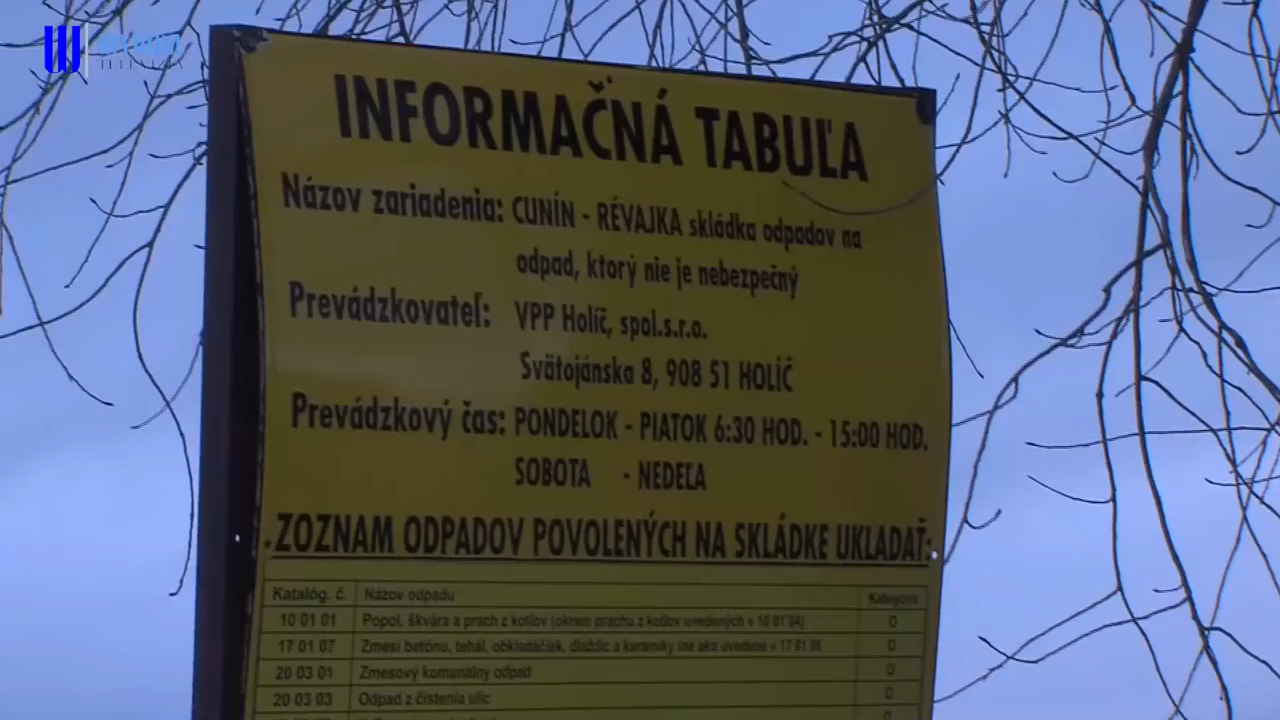 INFORMAČNÁ TABUĽA
Názov zariadenia: CUNÍN - RÉVAJKA skládka odpadov na
odpad, ktorý nie je nebezpečný
Prevádzkovateľ: VPP Holíč, spol.s.r.o.
Svätojánska 8, 908 51 HOLÍČ
Prevádzkový čas: PONDELOK - PIATOK 6:30 HOD. - 15:00 HOD.
SOBOTA - NEDEĽA
ZOZNAM ODPADOV POVOLENÝCH NA SKLÁDKE UKLADAŤ:
Katalóg. č. Názov odpadu Kategória
10 01 01 Popol, škvára a prach z kotlov (okrem prachu z kotlov uvedených v 10 01 04) O
17 01 07 Zmesi betónu, tehál, obkladačiek, dlaždíc a keramiky iné ako uvedené v 17 01 06 O
20 03 01 Zmesový komunálny odpad O
20 03 03 Odpad z čistenia ulíc O